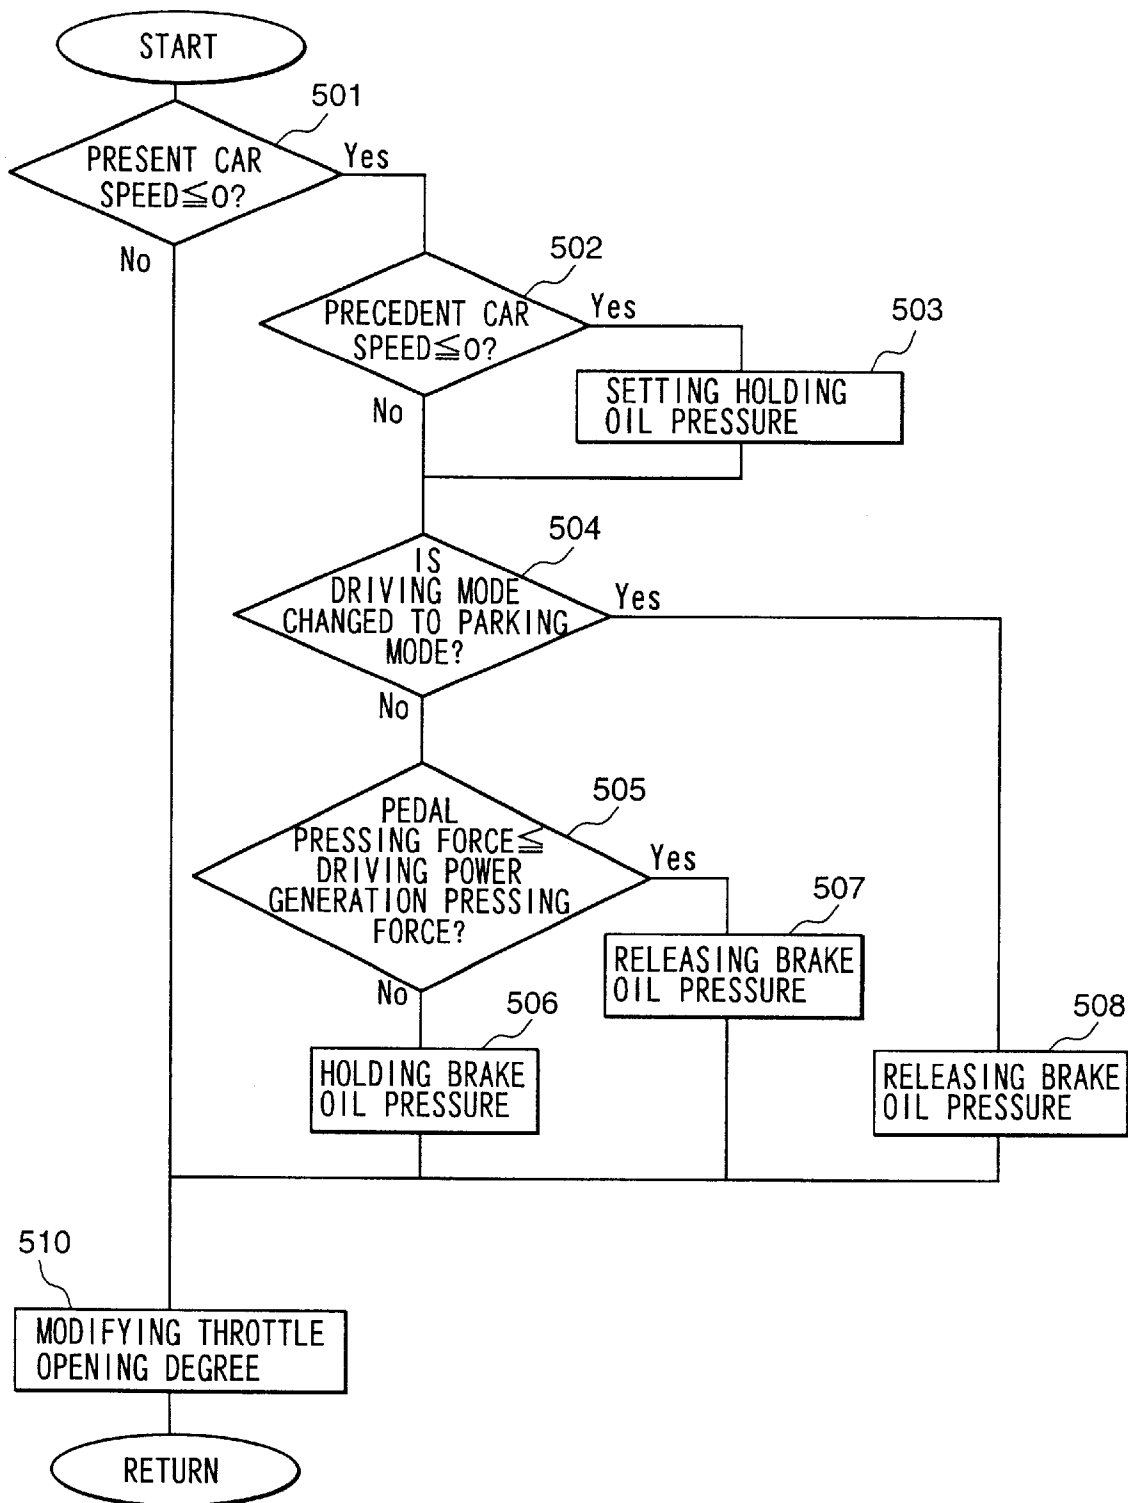 START
501
PRESENT CAR
SPEED≦0?
Yes
No
502
PRECEDENT CAR
SPEED≦0?
Yes
No
503
SETTING HOLDING
OIL PRESSURE
504
IS
DRIVING MODE
CHANGED TO PARKING
MODE?
Yes
No
505
PEDAL
PRESSING FORCE≦
DRIVING POWER
GENERATION PRESSING
FORCE?
Yes
No
507
RELEASING BRAKE
OIL PRESSURE
506
HOLDING BRAKE
OIL PRESSURE
508
RELEASING BRAKE
OIL PRESSURE
510
MODIFYING THROTTLE
OPENING DEGREE
RETURN